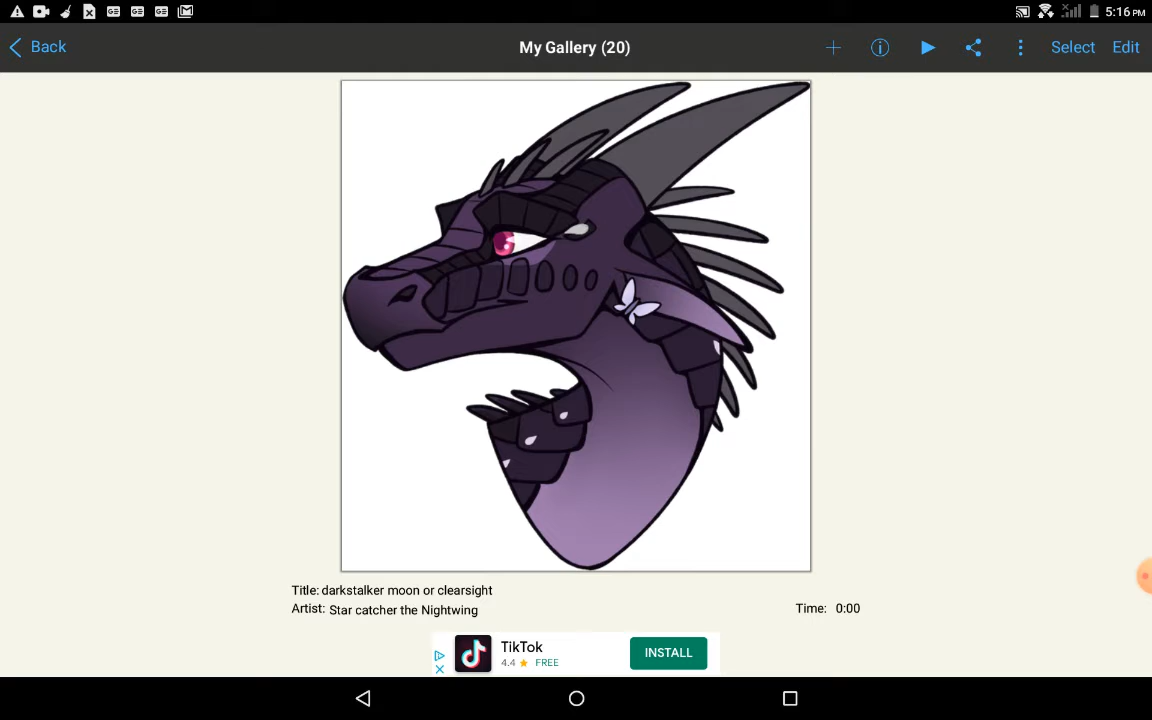 5:16 PM
Back
My Gallery (20)
Select Edit
Title: darkstalker moon or clearsight
Artist: Star catcher the Nightwing
Time: 0:00
TikTok
4.4 ★ FREE
INSTALL